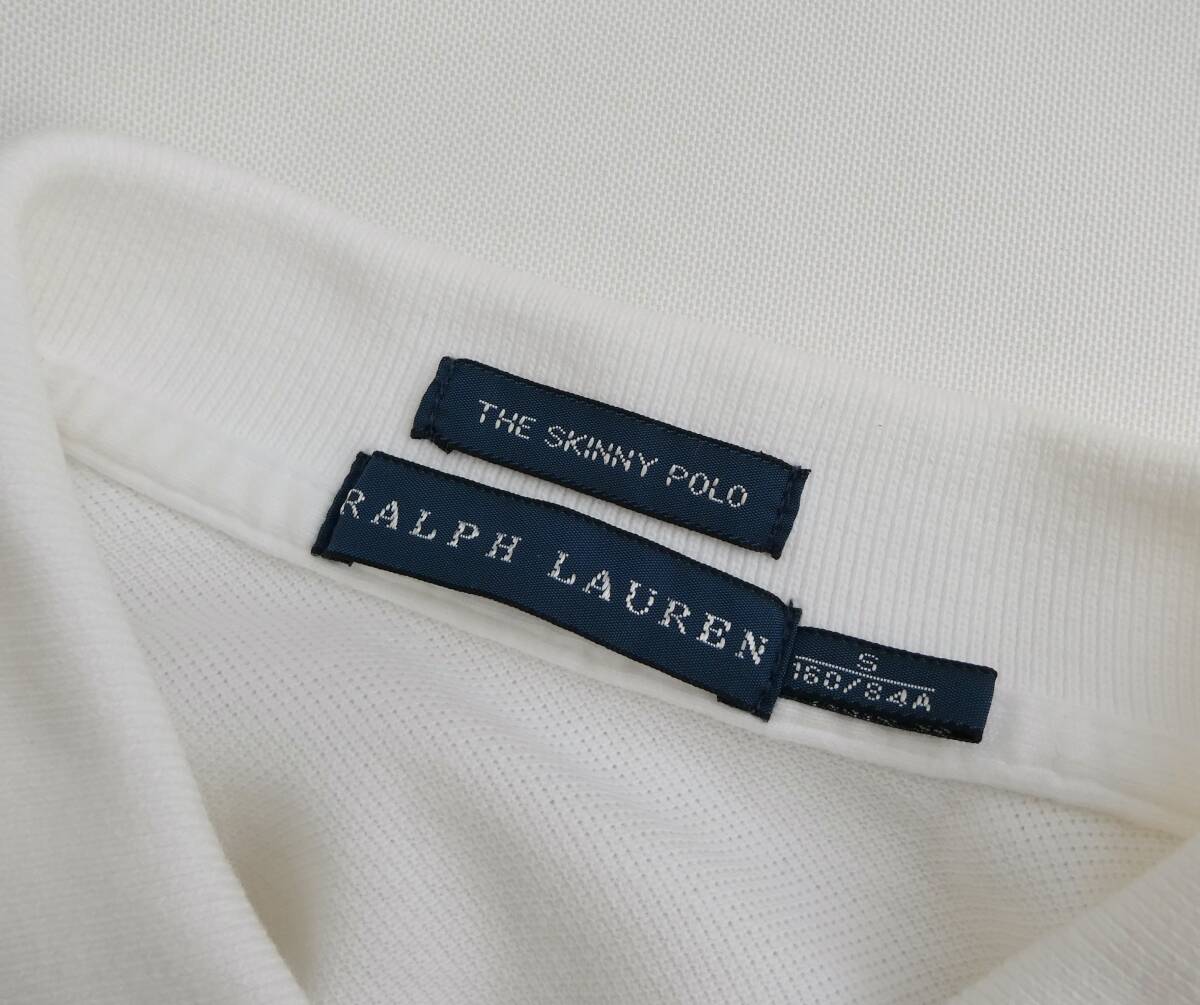 THE SKINNY POLO
RALPH LAUREN
S
160/84A